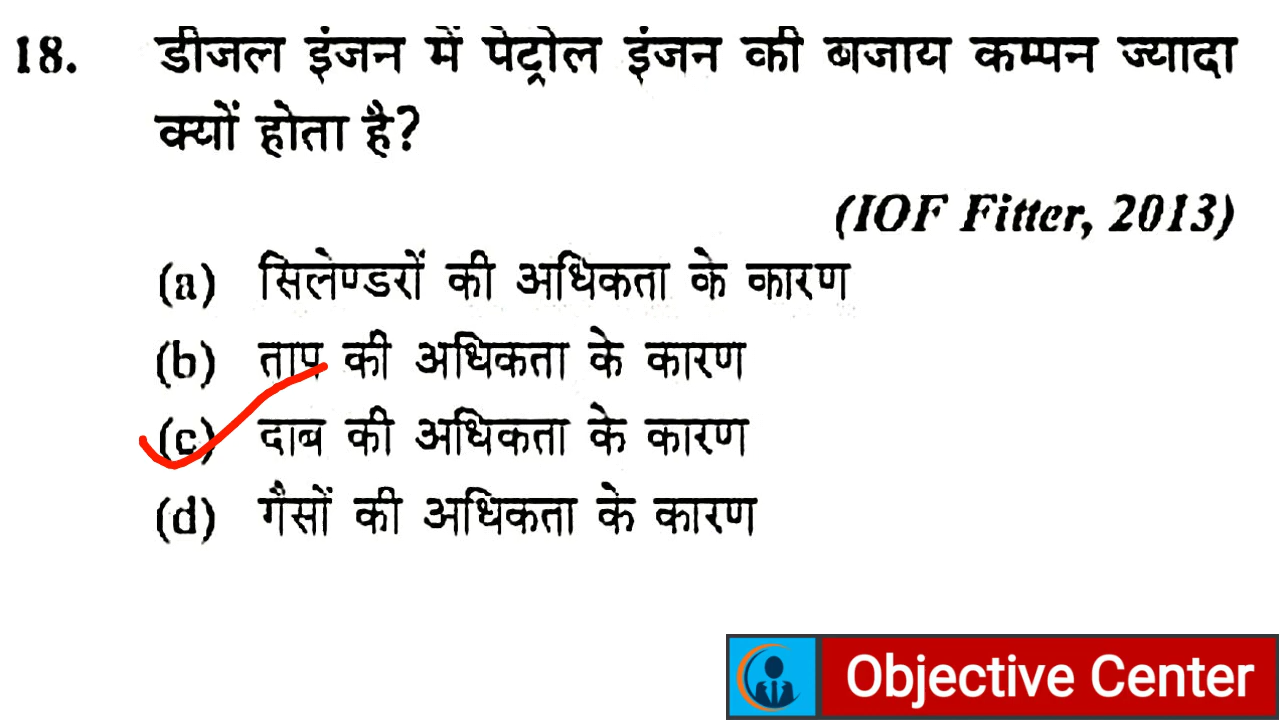 18. डीजल इंजन में पेट्रोल इंजन की बजाय कम्पन ज्यादा
क्यों होता है?
(IOF Fitter, 2013)
(a) सिलेण्डरों की अधिकता के कारण
(b) ताप की अधिकता के कारण
(c) दाब की अधिकता के कारण
(d) गैसों की अधिकता के कारण
Objective Center